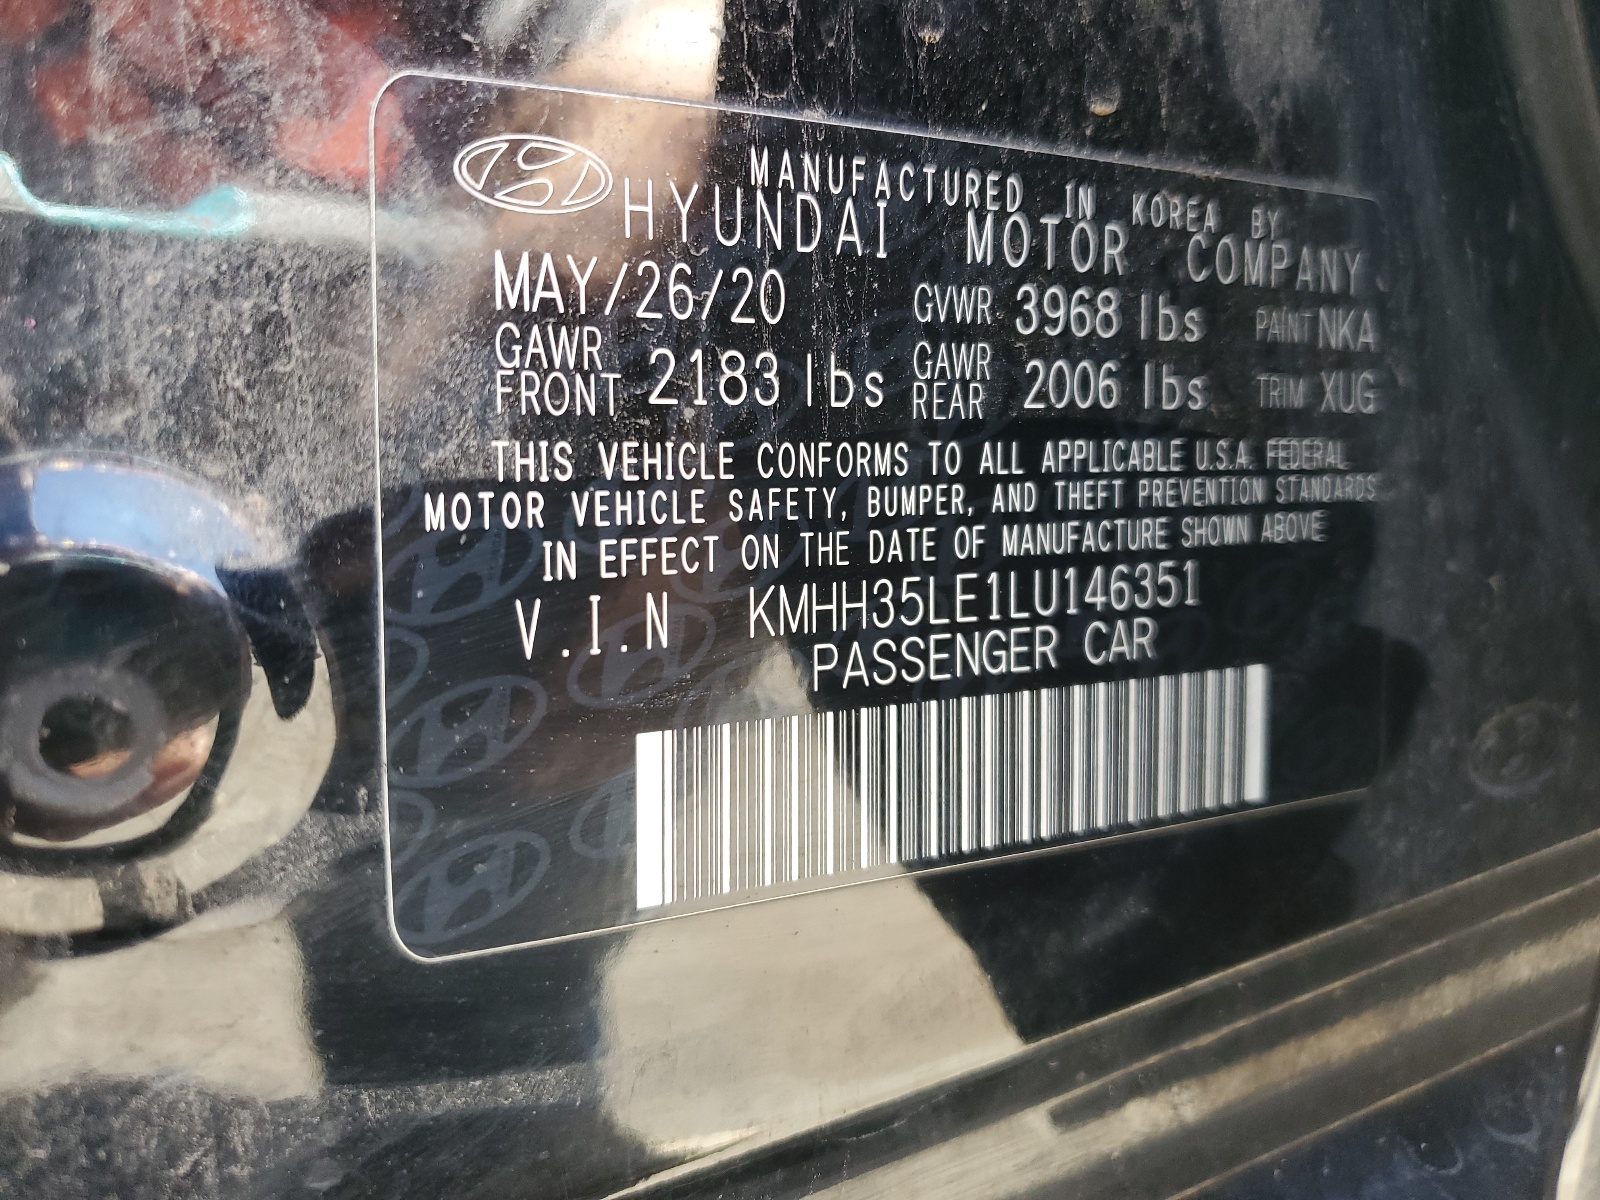 MANUFACTURED IN KOREA BY
HYUNDAI MOTOR COMPANY
MAY/26/20 GVWR 3968 lbs PAINT NKA
GAWR FRONT 2183 lbs GAWR REAR 2006 lbs TRIM XUG
THIS VEHICLE CONFORMS TO ALL APPLICABLE U.S.A. FEDERAL
MOTOR VEHICLE SAFETY, BUMPER, AND THEFT PREVENTION STANDARDS
IN EFFECT ON THE DATE OF MANUFACTURE SHOWN ABOVE
V.I.N KMHH35LE1LU146351
PASSENGER CAR